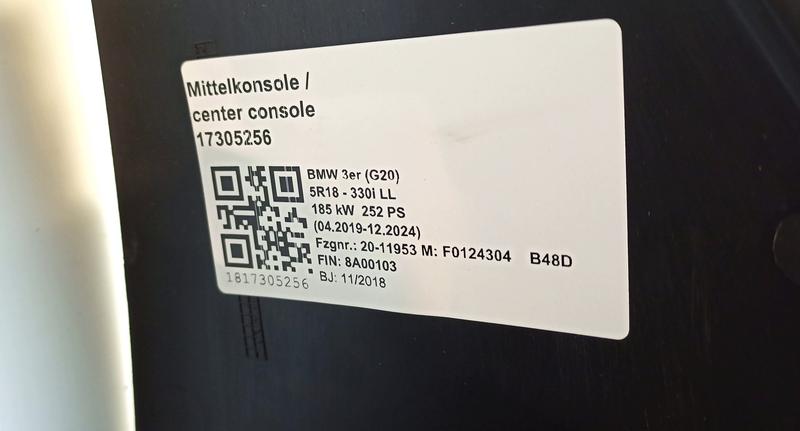 Mittelkonsole /
center console
17305256
BMW 3er (G20)
5R18 - 330i LL
185 kW 252 PS
(04.2019-12.2024)
Fzgnr.: 20-11953 M: F0124304 B48D
FIN: 8A00103
BJ: 11/2018
1817305256